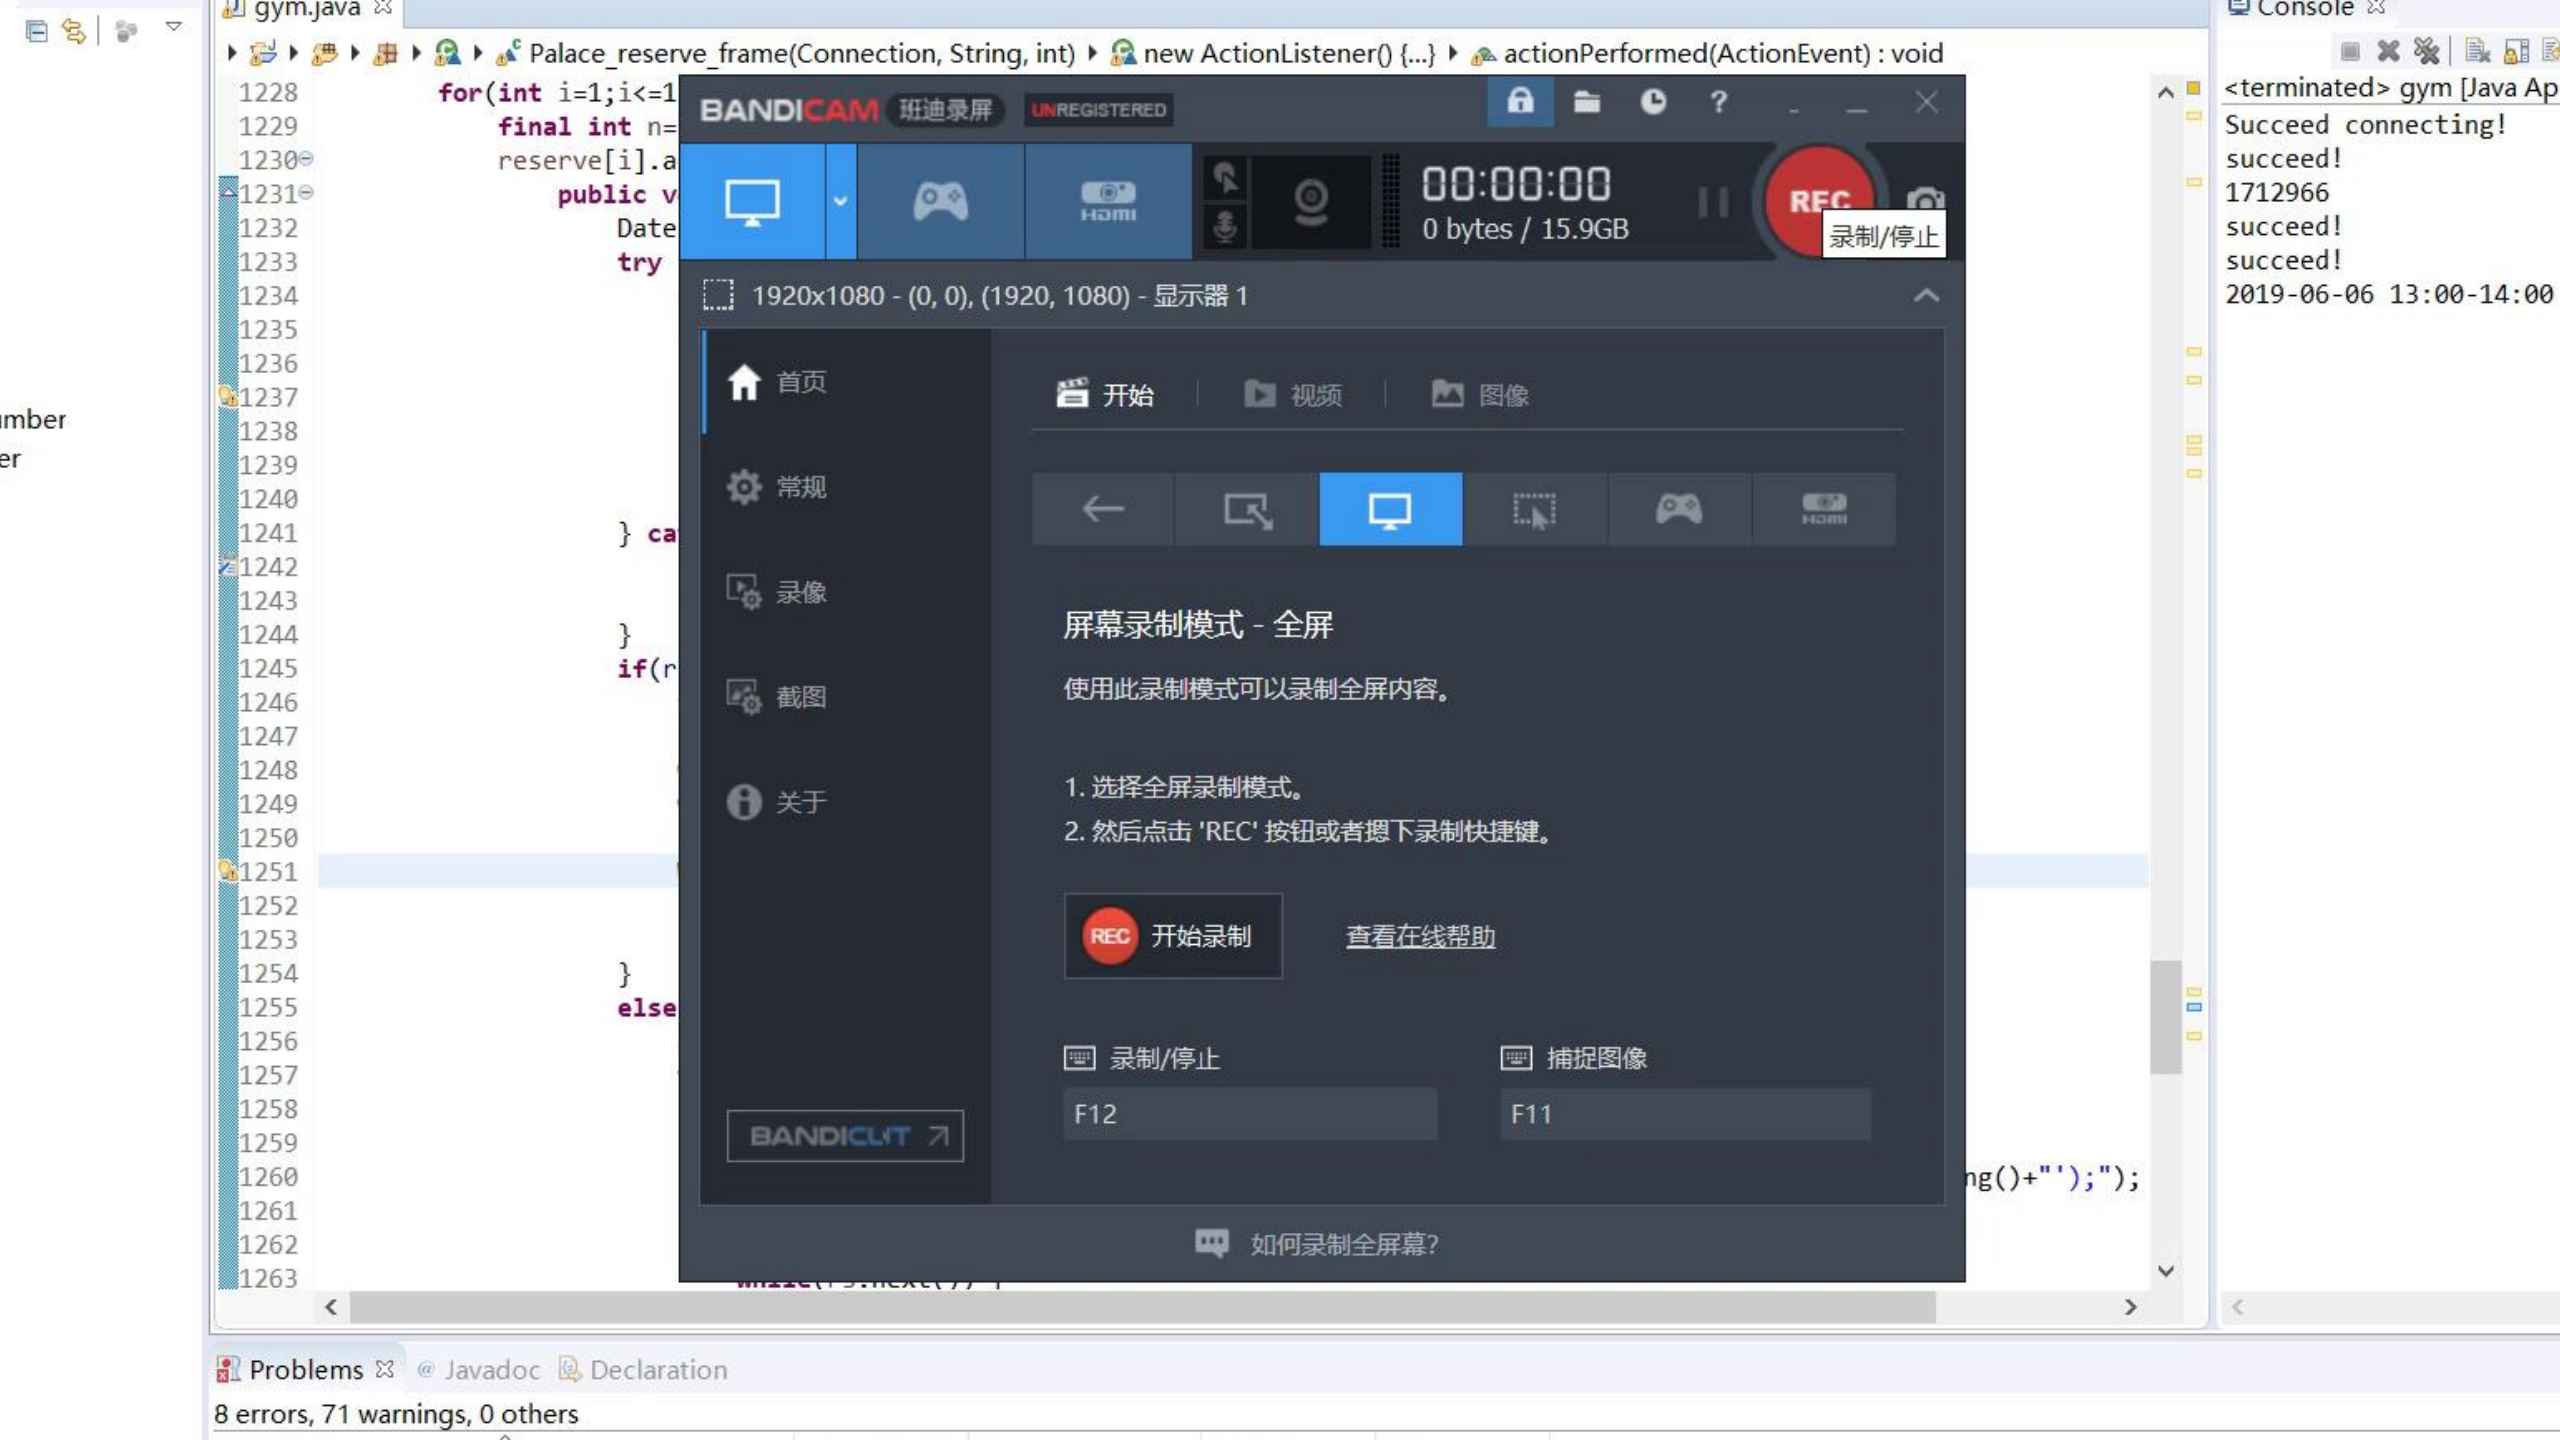 gym.java
Console
Palace_reserve_frame(Connection, String, int) new ActionListener() {...} actionPerformed(ActionEvent) : void
<terminated> gym [Java Ap
Succeed connecting!
succeed!
1712966
succeed!
succeed!
2019-06-06 13:00-14:00
umber
er
1228 for(int i=1;i<=1
1229 final int n=
1230 reserve[i].a
1231 public v
1232 Date
1233 try
1234
1235
1236
1237
1238
1239
1240
1241 } ca
1242
1243
1244 }
1245 if(r
1246
1247
1248
1249
1250
1251
1252
1253
1254 }
1255 else
1256
1257
1258
1259
1260 ng()+"');");
1261
1262
1263
BANDICAM 班迪录屏 UNREGISTERED
HDMI
00:00:00
0 bytes / 15.9GB
REC
录制/停止
1920x1080 - (0, 0), (1920, 1080) - 显示器 1
首页
常规
录像
截图
关于
BANDICUT
开始 视频 图像
HDMI
屏幕录制模式 - 全屏
使用此录制模式可以录制全屏内容。
1. 选择全屏录制模式。
2. 然后点击 'REC' 按钮或者摁下录制快捷键。
REC 开始录制 查看在线帮助
录制/停止 捕捉图像
F12 F11
如何录制全屏幕?
Problems @ Javadoc Declaration
8 errors, 71 warnings, 0 others